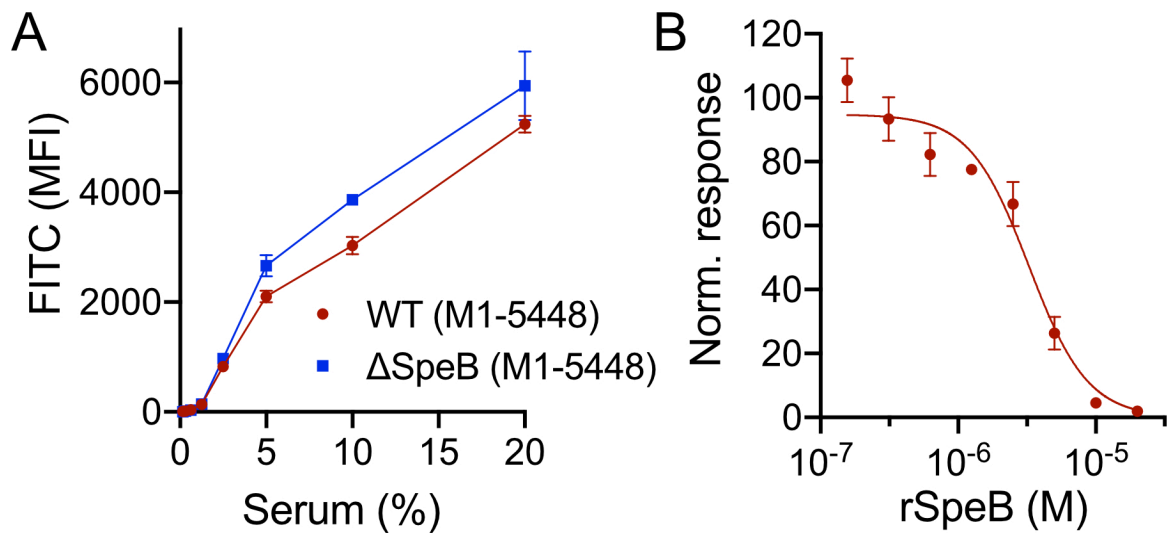 A
FITC (MFI)
6000
4000
2000
0
0 5 10 15 20
Serum (%)
WT (M1-5448)
ΔSpeB (M1-5448)
B
Norm. response
120
100
80
60
40
20
0
10-7 10-6 10-5
rSpeB (M)